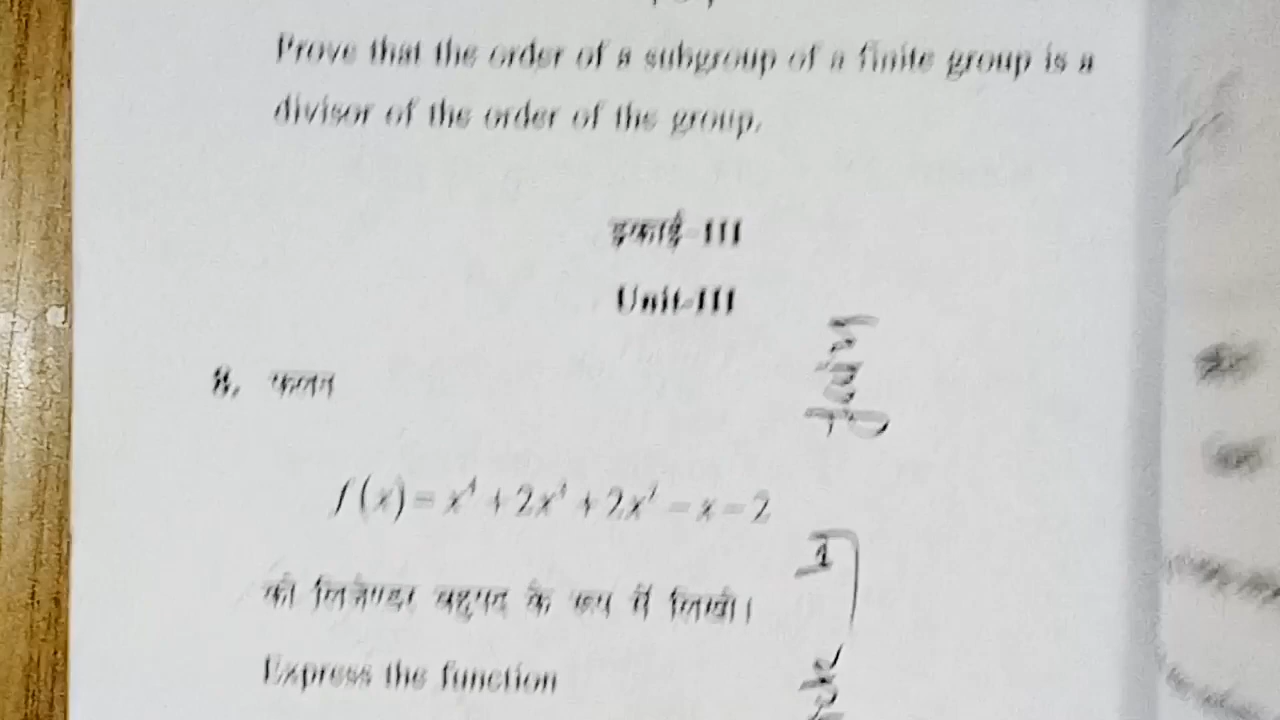 Prove that the order of a subgroup of a finite group is a
divisor of the order of the group.
इकाई-III
Unit-III
8. फलन
f(x) = x⁴ + 2x³ + 2x² - x - 2
को लिजेण्डर बहुपद के रूप में लिखो।
Express the function